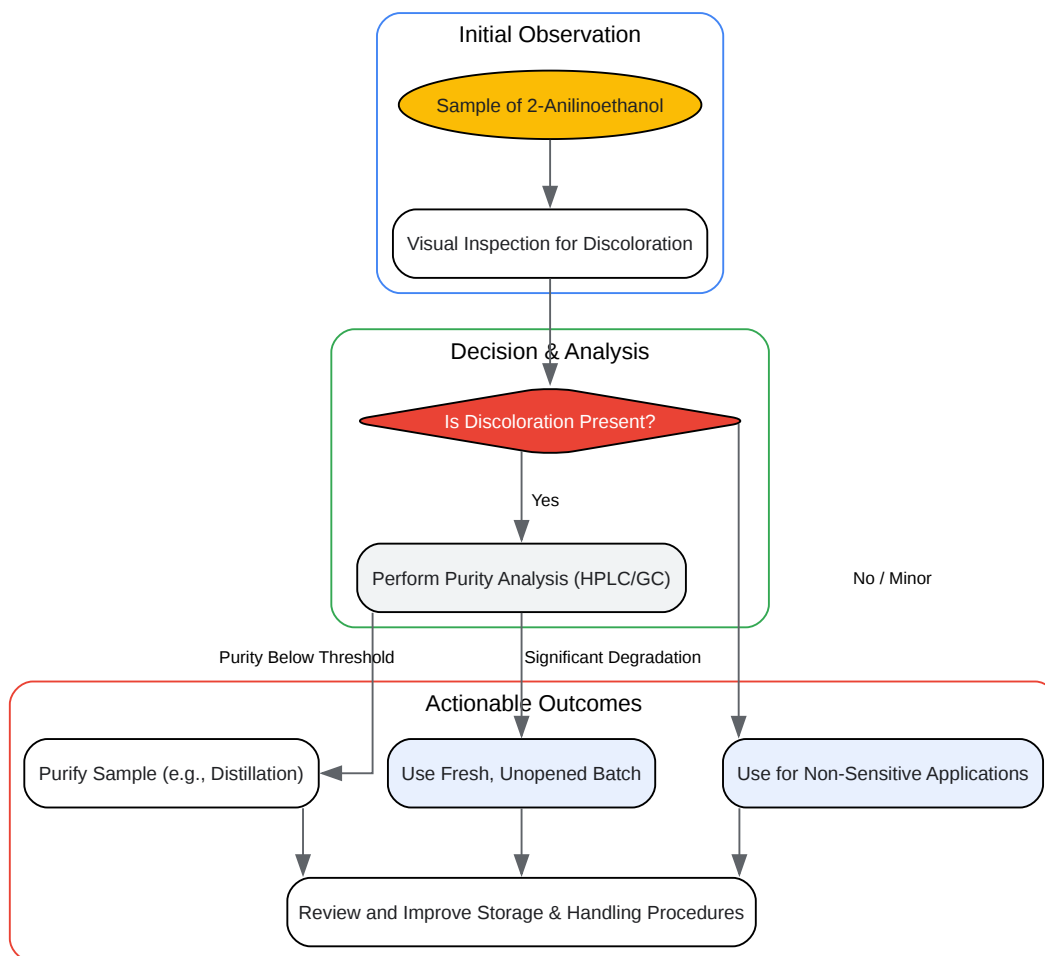 Initial Observation
Sample of 2-Anilinoethanol
Visual Inspection for Discoloration
Decision & Analysis
Is Discoloration Present?
Yes
Perform Purity Analysis (HPLC/GC)
No / Minor
Purity Below Threshold
Significant Degradation
Actionable Outcomes
Purify Sample (e.g., Distillation)
Use Fresh, Unopened Batch
Use for Non-Sensitive Applications
Review and Improve Storage & Handling Procedures